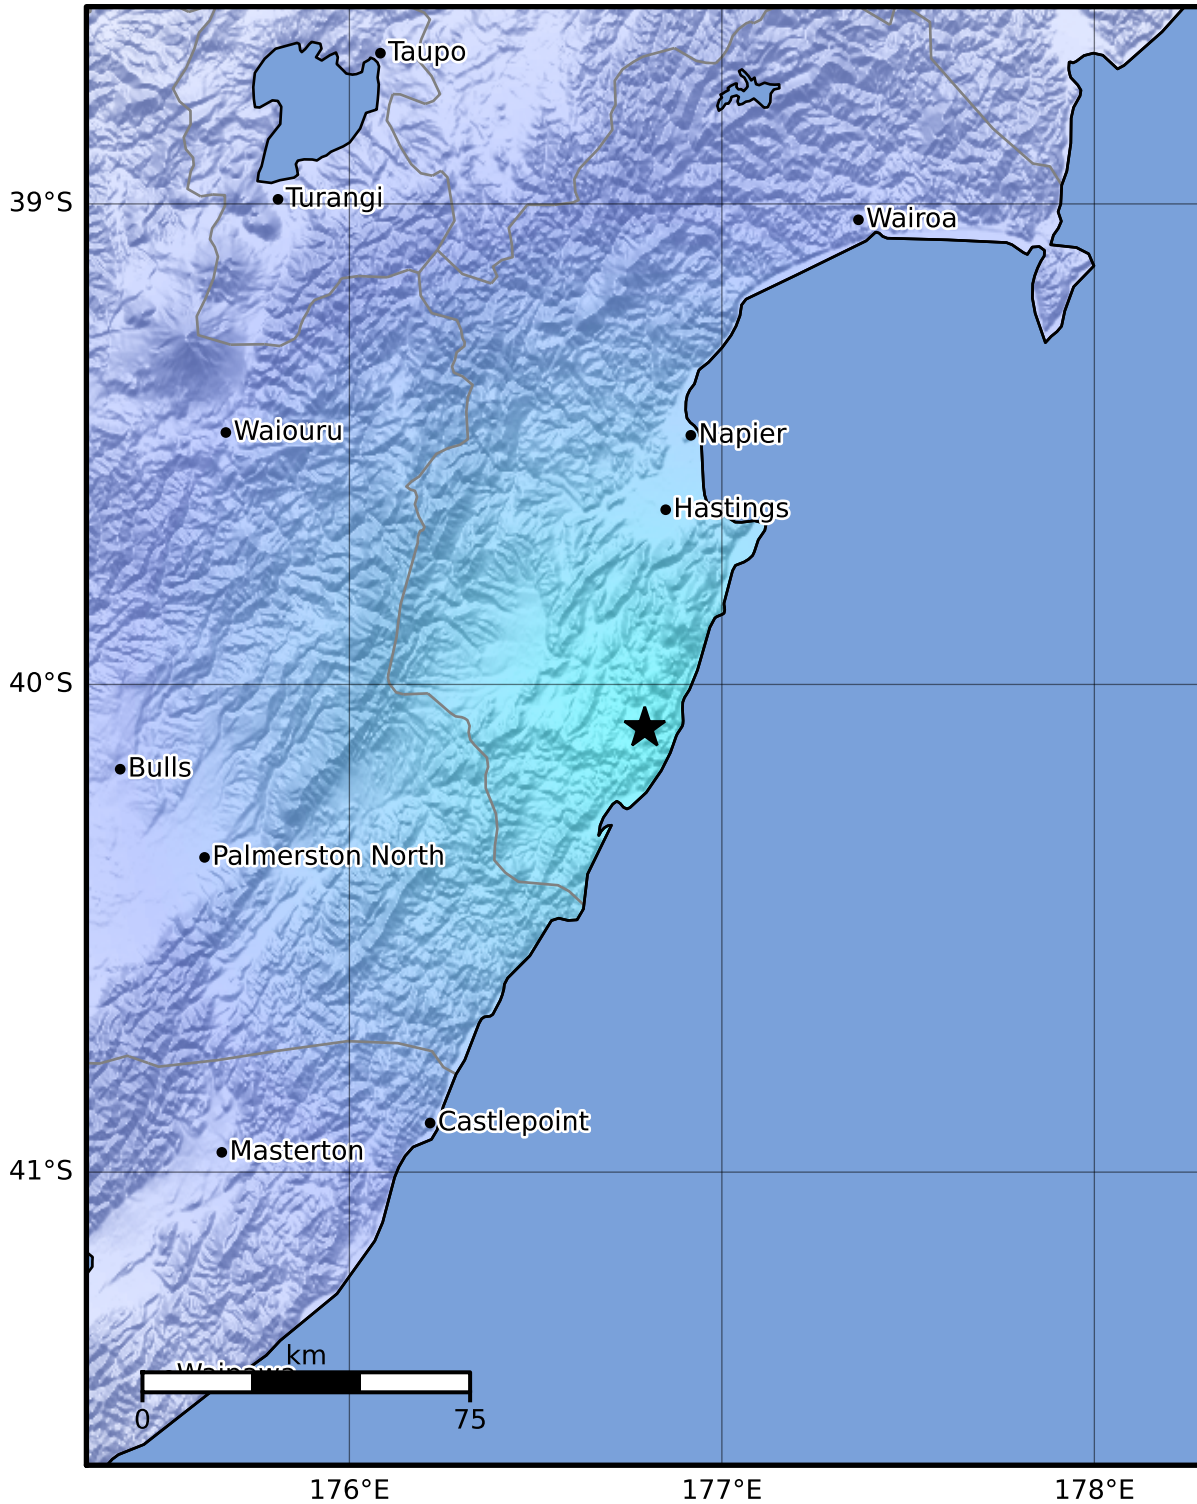 Taupo
39°S
Turangi
Wairoa
Waiouru
Napier
Hastings
40°S
Bulls
Palmerston North
Castlepoint
Masterton
41°S
km
Waipawa
0
75
176°E
177°E
178°E